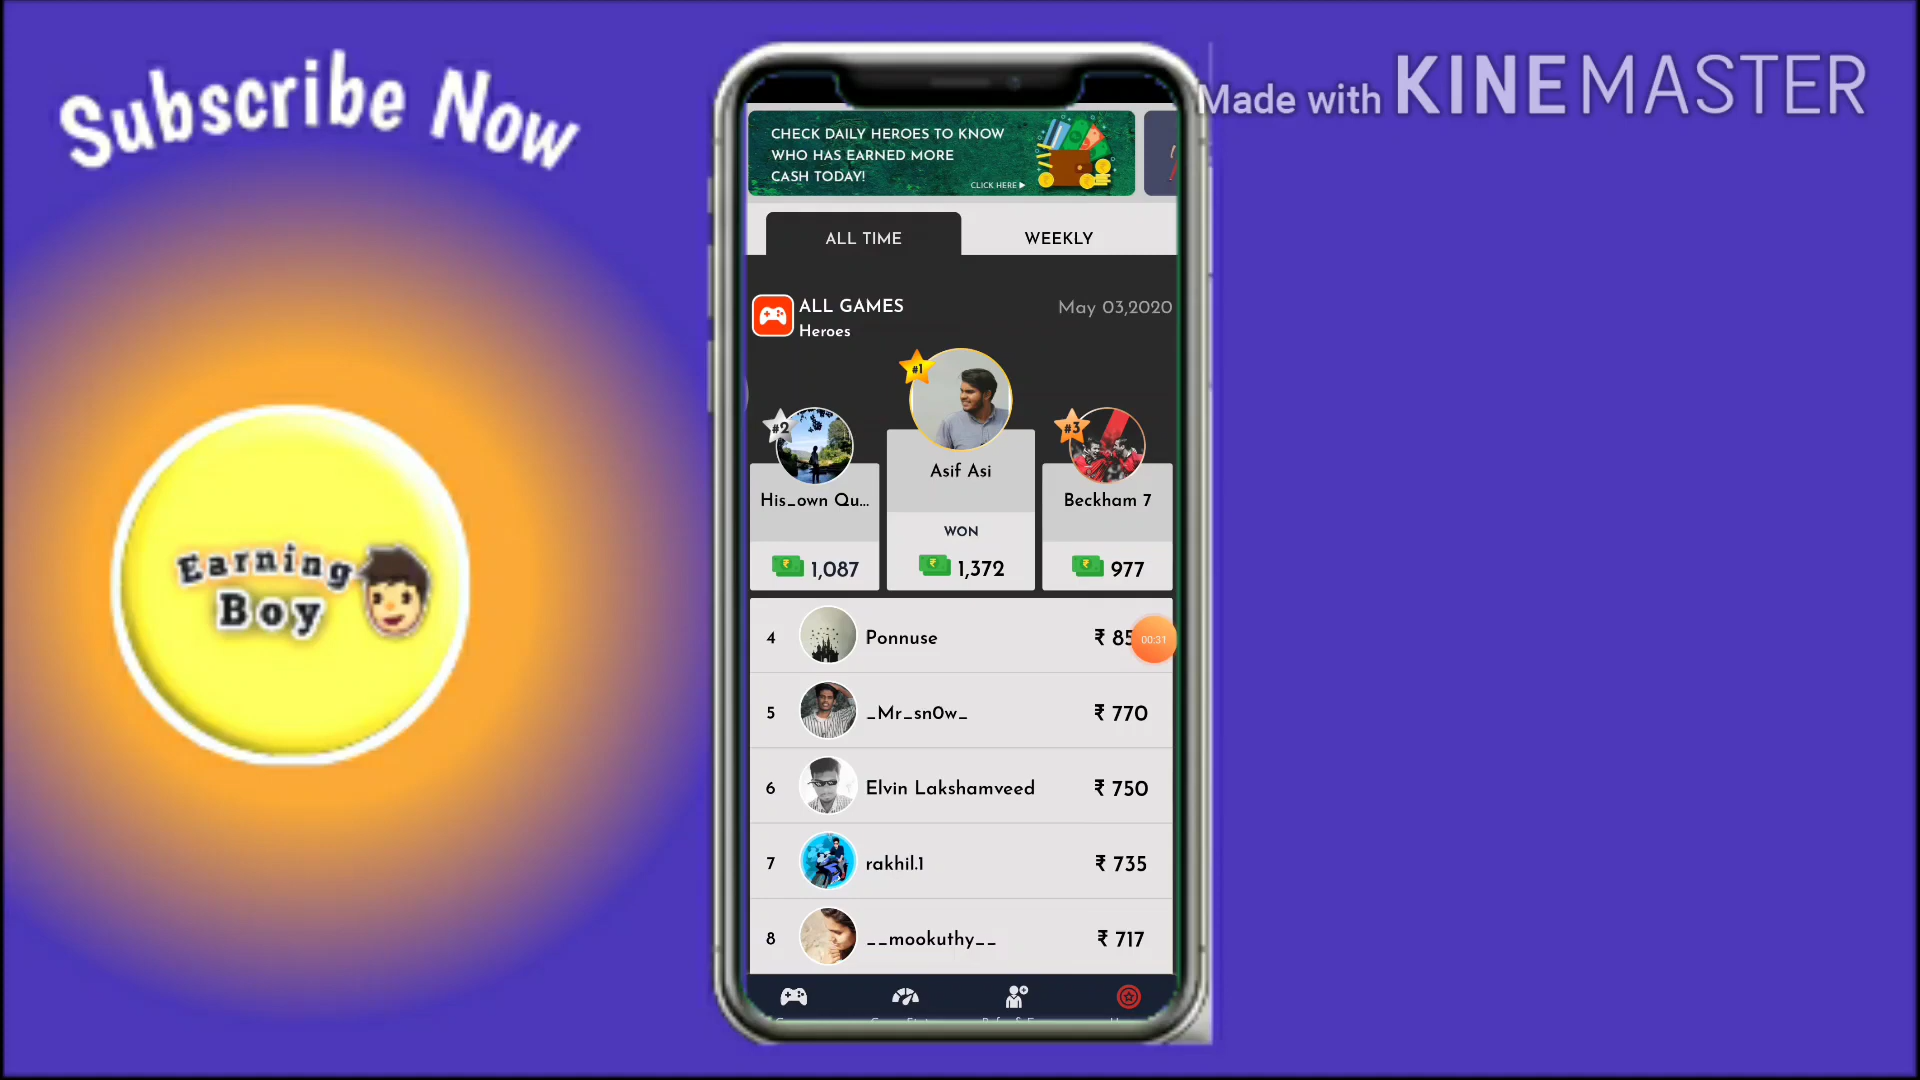 Subscribe Now
Made with KINEMASTER
CHECK DAILY HEROES TO KNOW
WHO HAS EARNED MORE
CASH TODAY!
CLICK HERE
ALL TIME
WEEKLY
ALL GAMES
May 03,2020
Heroes
#1
#2
#3
Asif Asi
His_own Qu...
Beckham 7
WON
1,087
1,372
977
4 Ponnuse ₹ 85
00:31
5 _Mr_sn0w_ ₹ 770
6 Elvin Lakshamveed ₹ 750
7 rakhil.1 ₹ 735
8 __mookuthy__ ₹ 717
Earning
Boy